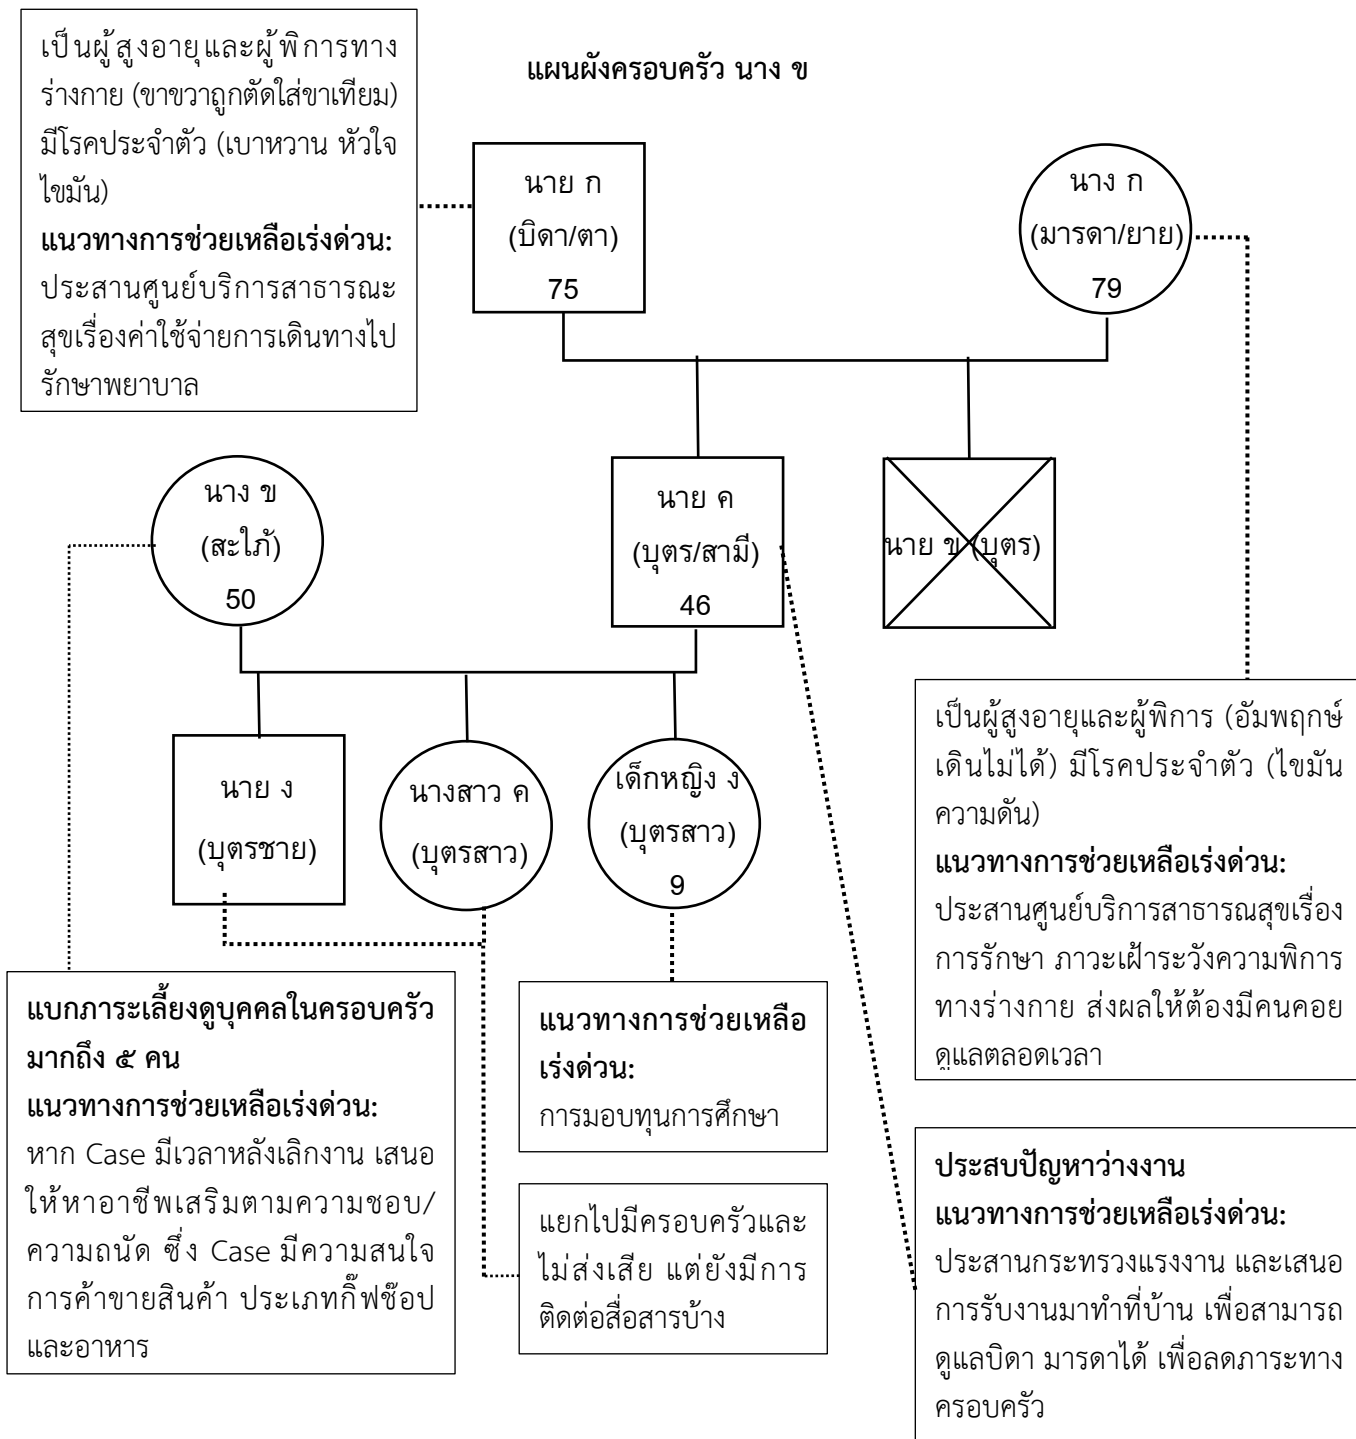 เป็นผู้สูงอายุและผู้พิการทาง
ร่างกาย (ขาขวาถูกตัดใส่ขาเทียม)
มีโรคประจำตัว (เบาหวาน หัวใจ
ไขมัน)
แนวทางการช่วยเหลือเร่งด่วน:
ประสานศูนย์บริการสาธารณะ
สุขเรื่องค่าใช้จ่ายการเดินทางไป
รักษาพยาบาล
แผนผังครอบครัว นาง ข
นาย ก
(บิดา/ตา)
75
นาง ก
(มารดา/ยาย)
79
นาง ข
(สะใภ้)
50
นาย ค
(บุตร/สามี)
46
นาย ข (บุตร)
นาย ง
(บุตรชาย)
นางสาว ค
(บุตรสาว)
เด็กหญิง ง
(บุตรสาว)
9
เป็นผู้สูงอายุและผู้พิการ (อัมพฤกษ์
เดินไม่ได้) มีโรคประจำตัว (ไขมัน
ความดัน)
แนวทางการช่วยเหลือเร่งด่วน:
ประสานศูนย์บริการสาธารณสุขเรื่อง
การรักษา ภาวะเฝ้าระวังความพิการ
ทางร่างกาย ส่งผลให้ต้องมีคนคอย
ดูแลตลอดเวลา
แบกภาระเลี้ยงดูบุคคลในครอบครัว
มากถึง ๕ คน
แนวทางการช่วยเหลือเร่งด่วน:
หาก Case มีเวลาหลังเลิกงาน เสนอ
ให้หาอาชีพเสริมตามความชอบ/
ความถนัด ซึ่ง Case มีความสนใจ
การค้าขายสินค้า ประเภทกิ๊ฟช๊อป
และอาหาร
แนวทางการช่วยเหลือ
เร่งด่วน:
การมอบทุนการศึกษา
แยกไปมีครอบครัวและ
ไม่ส่งเสีย แต่ยังมีการ
ติดต่อสื่อสารบ้าง
ประสบปัญหาว่างงาน
แนวทางการช่วยเหลือเร่งด่วน:
ประสานกระทรวงแรงงาน และเสนอ
การรับงานมาทำที่บ้าน เพื่อสามารถ
ดูแลบิดา มารดาได้ เพื่อลดภาระทาง
ครอบครัว